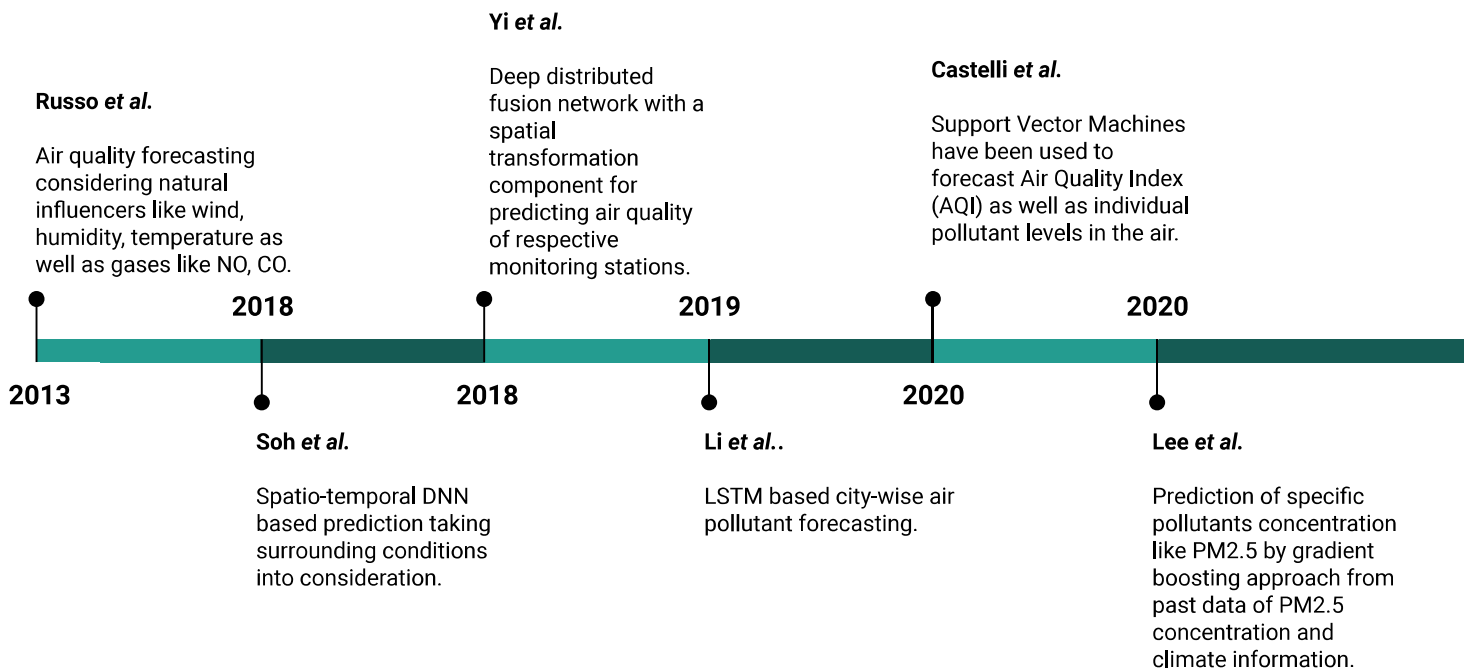 Russo et al.
Air quality forecasting
considering natural
influencers like wind,
humidity, temperature as
well as gases like NO, CO.
2013
2018
Soh et al.
Spatio-temporal DNN
based prediction taking
surrounding conditions
into consideration.
Yi et al.
Deep distributed
fusion network with a
spatial
transformation
component for
predicting air quality
of respective
monitoring stations.
2018
2019
Li et al..
LSTM based city-wise air
pollutant forecasting.
Castelli et al.
Support Vector Machines
have been used to
forecast Air Quality Index
(AQI) as well as individual
pollutant levels in the air.
2020
2020
Lee et al.
Prediction of specific
pollutants concentration
like PM2.5 by gradient
boosting approach from
past data of PM2.5
concentration and
climate information.